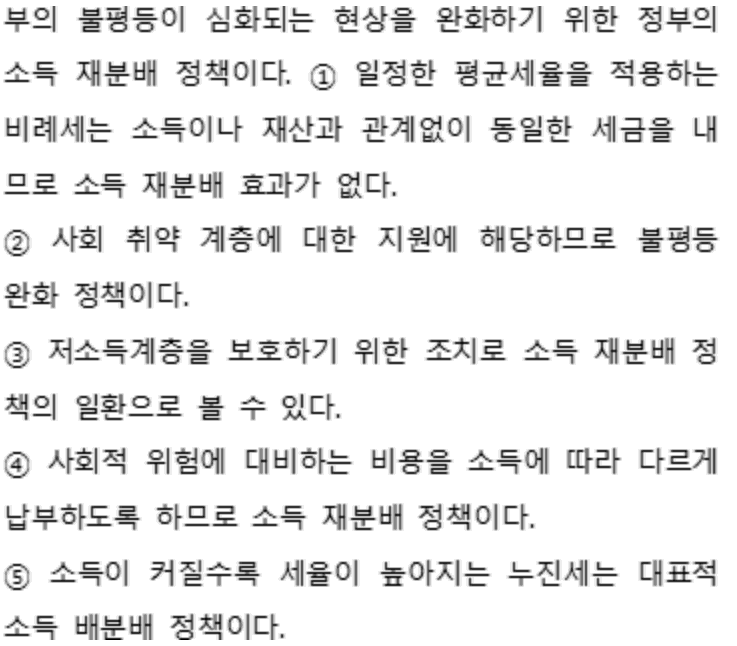 부의 불평등이 심화되는 현상을 완화하기 위한 정부의
소득 재분배 정책이다. ① 일정한 평균세율을 적용하는
비례세는 소득이나 재산과 관계없이 동일한 세금을 내
므로 소득 재분배 효과가 없다.
② 사회 취약 계층에 대한 지원에 해당하므로 불평등
완화 정책이다.
③ 저소득계층을 보호하기 위한 조치로 소득 재분배 정
책의 일환으로 볼 수 있다.
④ 사회적 위험에 대비하는 비용을 소득에 따라 다르게
납부하도록 하므로 소득 재분배 정책이다.
⑤ 소득이 커질수록 세율이 높아지는 누진세는 대표적
소득 배분배 정책이다.